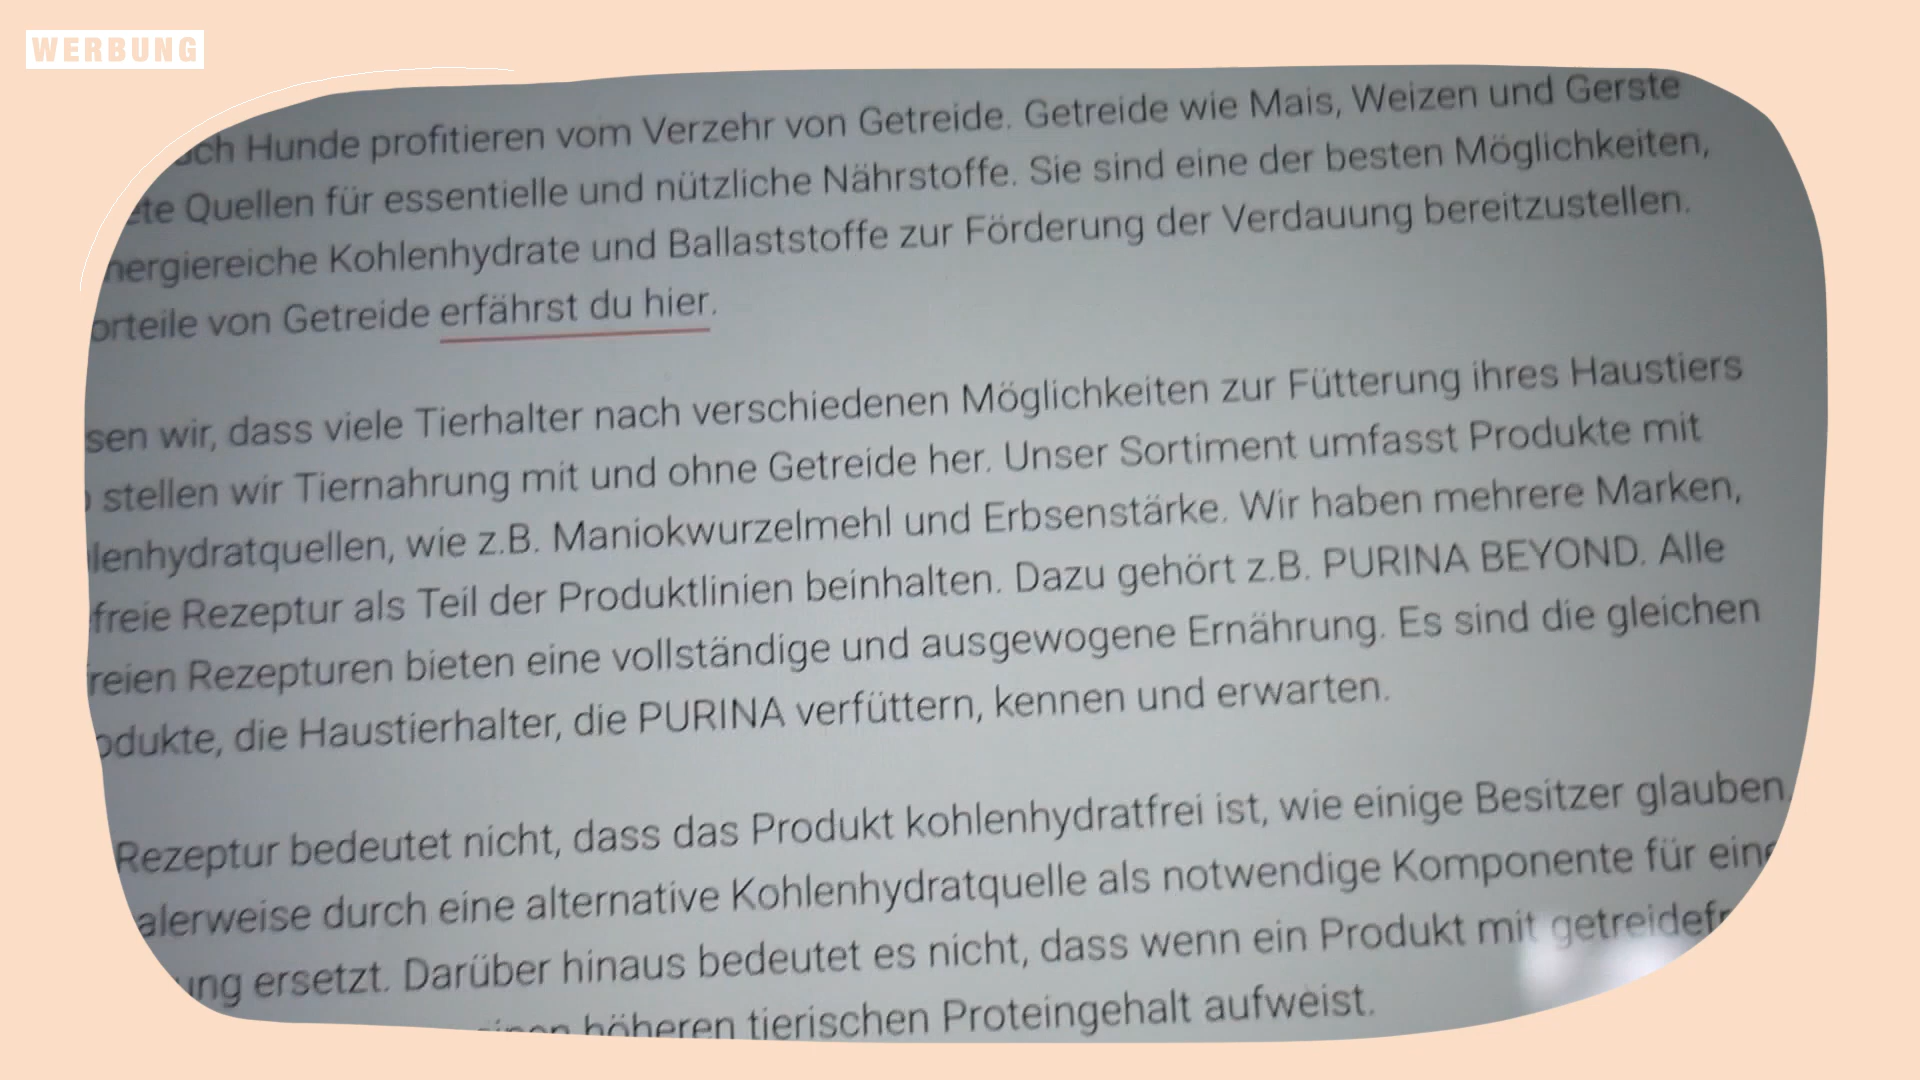 WERBUNG
Hunde profitieren vom Verzehr von Getreide. Getreide wie Mais, Weizen und Gerste
Quellen für essentielle und nützliche Nährstoffe. Sie sind eine der besten Möglichkeiten,
Kohlenhydrate und Ballaststoffe zur Förderung der Verdauung bereitzustellen.
von Getreide erfährst du hier.
wir, dass viele Tierhalter nach verschiedenen Möglichkeiten zur Fütterung ihres Haustiers
stellen wir Tiernahrung mit und ohne Getreide her. Unser Sortiment umfasst Produkte mit
wie z.B. Maniokwurzelmehl und Erbsenstärke. Wir haben mehrere Marken,
freie Rezeptur als Teil der Produktlinien beinhalten. Dazu gehört z.B. PURINA BEYOND. Alle
Rezepturen bieten eine vollständige und ausgewogene Ernährung. Es sind die gleichen
die Haustierhalter, die PURINA verfüttern, kennen und erwarten.
Rezeptur bedeutet nicht, dass das Produkt kohlenhydratfrei ist, wie einige Besitzer glauben.
durch eine alternative Kohlenhydratquelle als notwendige Komponente für eine
ersetzt. Darüber hinaus bedeutet es nicht, dass wenn ein Produkt mit
höheren tierischen Proteingehalt aufweist.